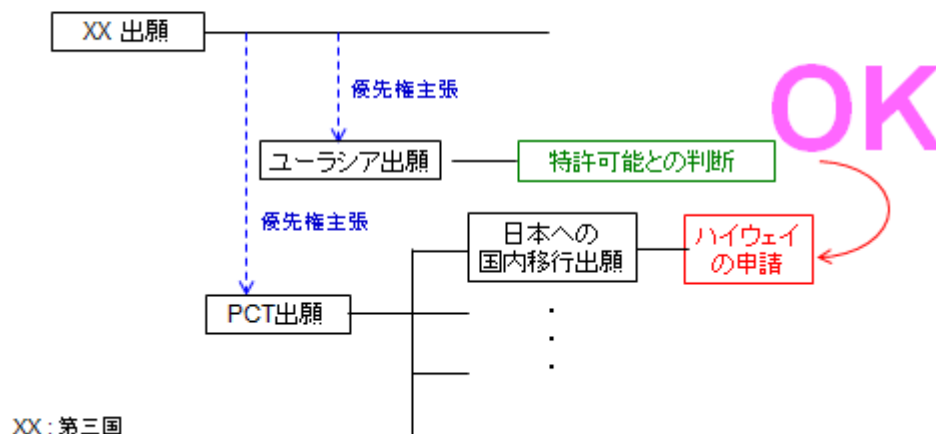 XX 出願
優先権主張
OK
ユーラシア出願
特許可能との判断
優先権主張
日本への
国内移行出願
ハイウェイ
の申請
PCT出願
XX : 第三国